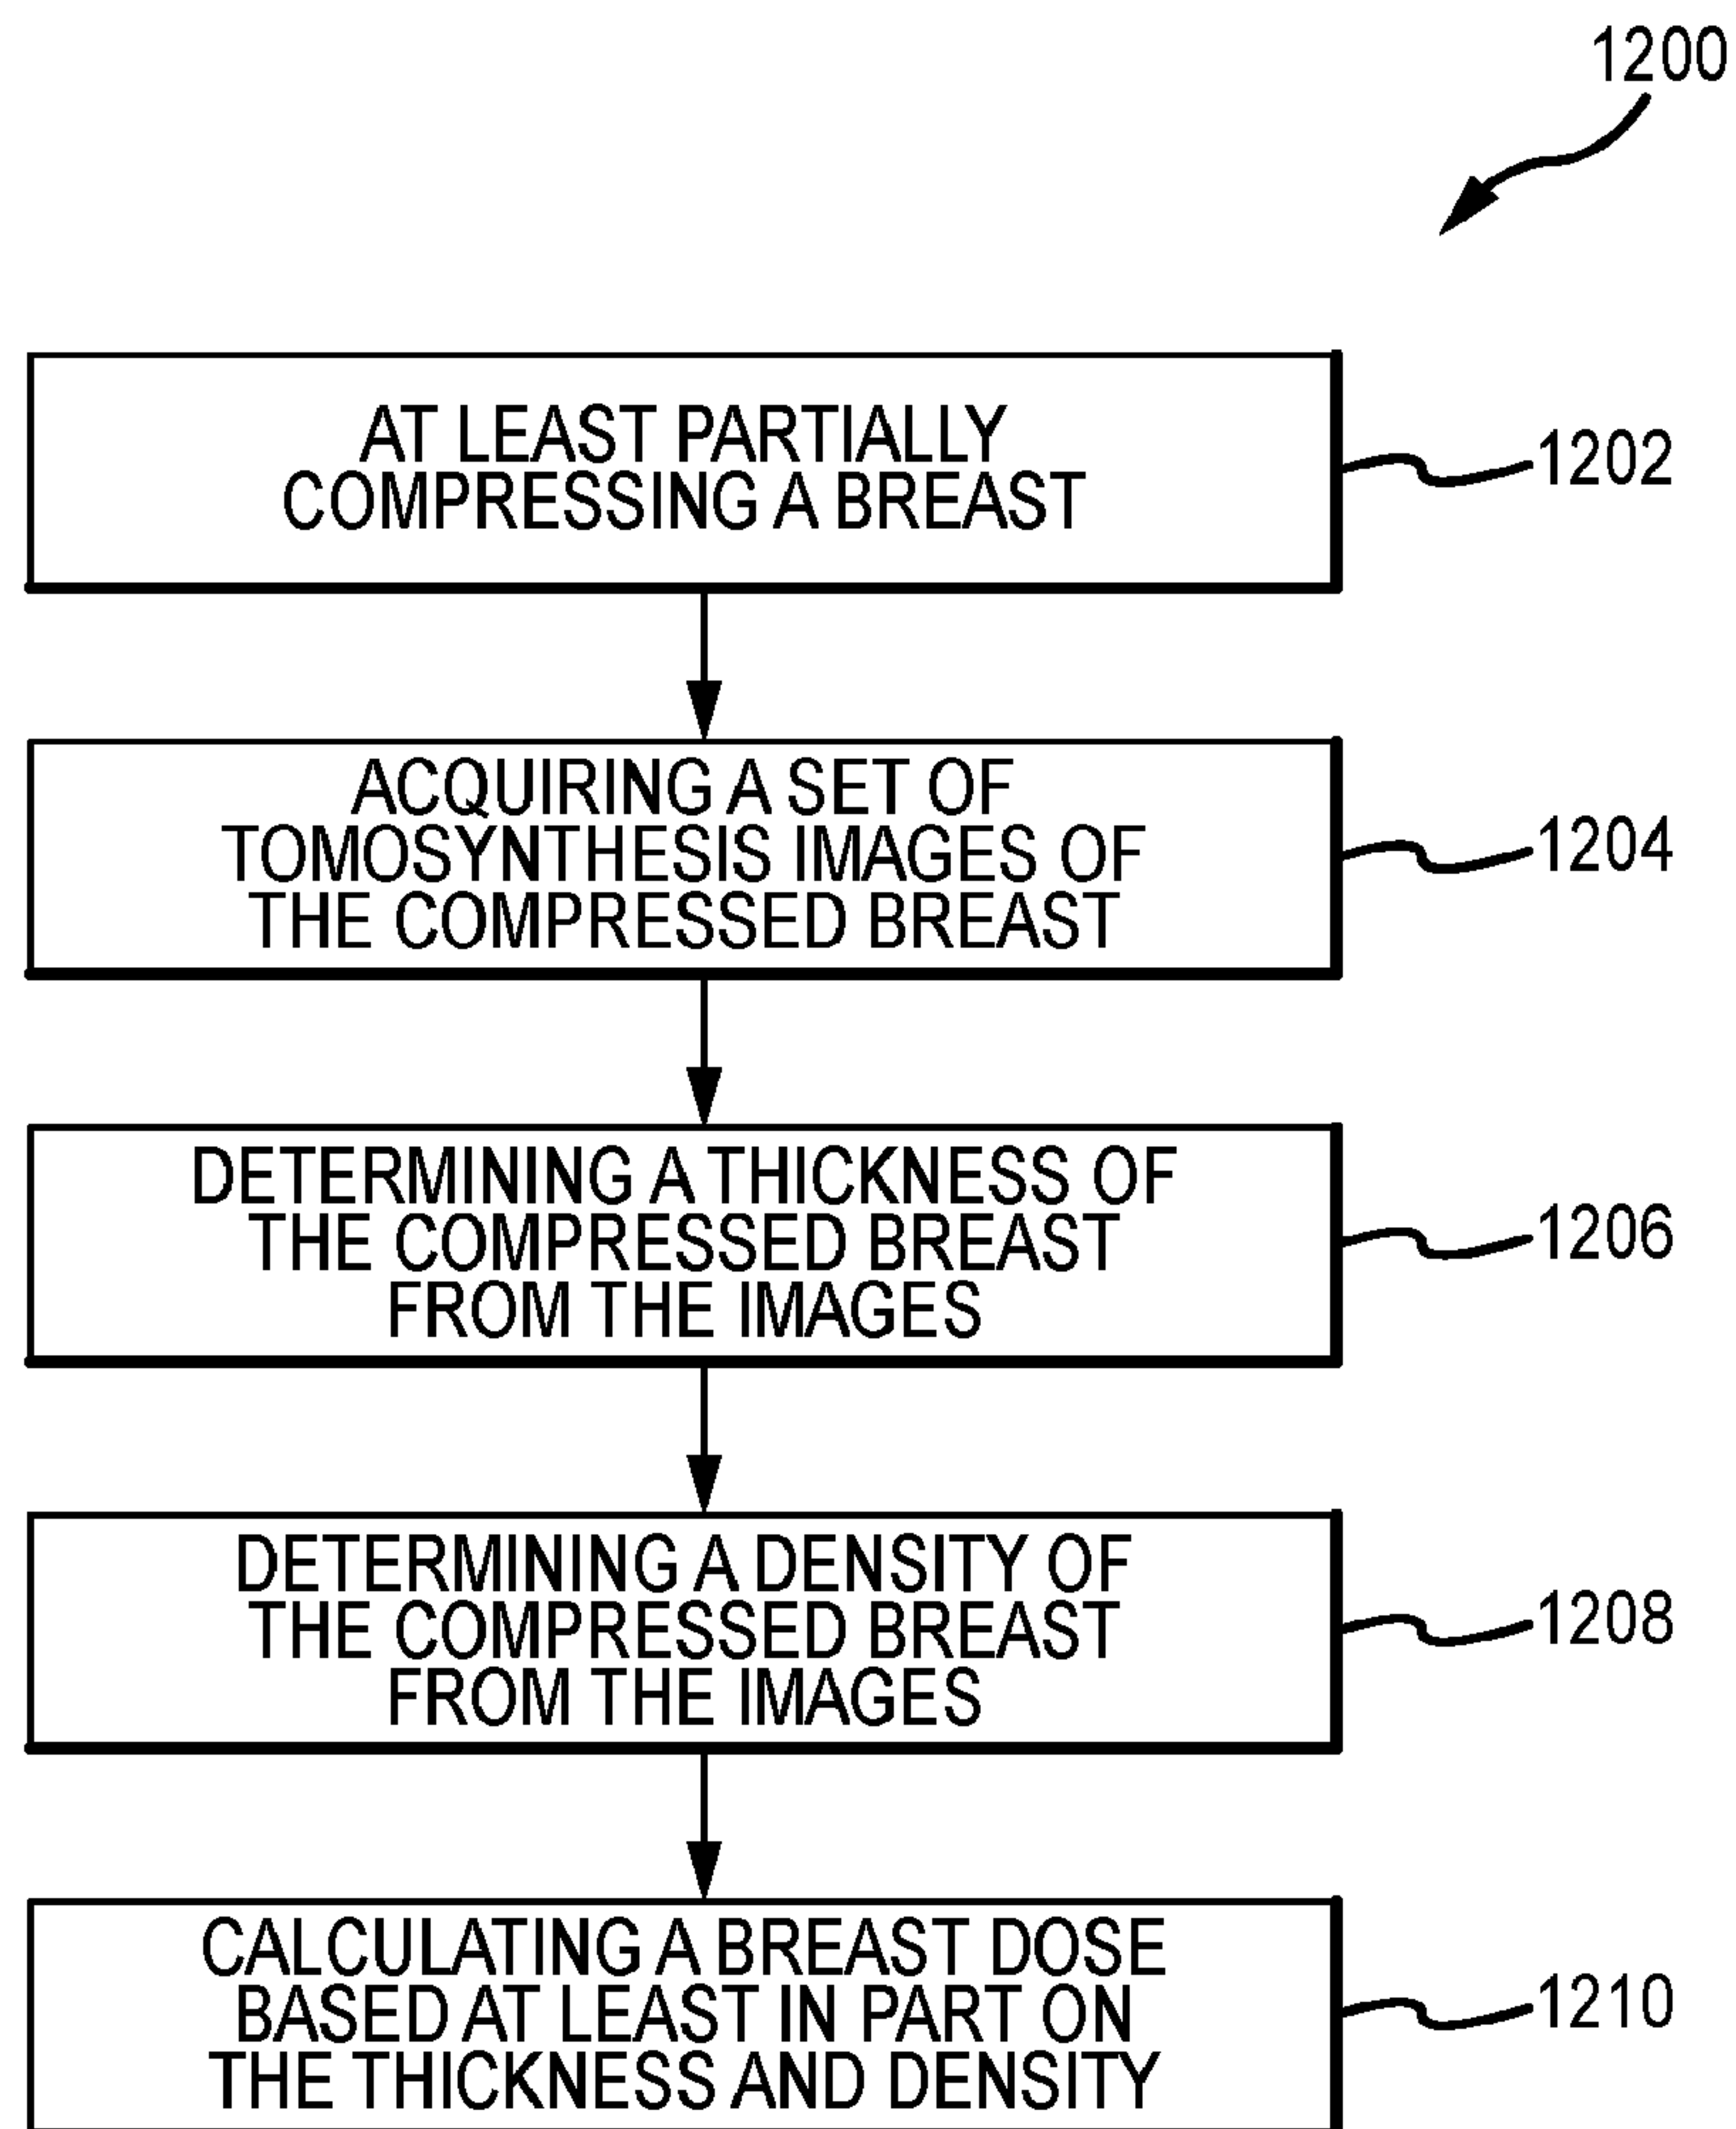 1200
AT LEAST PARTIALLY
COMPRESSING A BREAST
1202
ACQUIRING A SET OF
TOMOSYNTHESIS IMAGES OF
THE COMPRESSED BREAST
1204
DETERMINING A THICKNESS OF
THE COMPRESSED BREAST
FROM THE IMAGES
1206
DETERMINING A DENSITY OF
THE COMPRESSED BREAST
FROM THE IMAGES
1208
CALCULATING A BREAST DOSE
BASED AT LEAST IN PART ON
THE THICKNESS AND DENSITY
1210